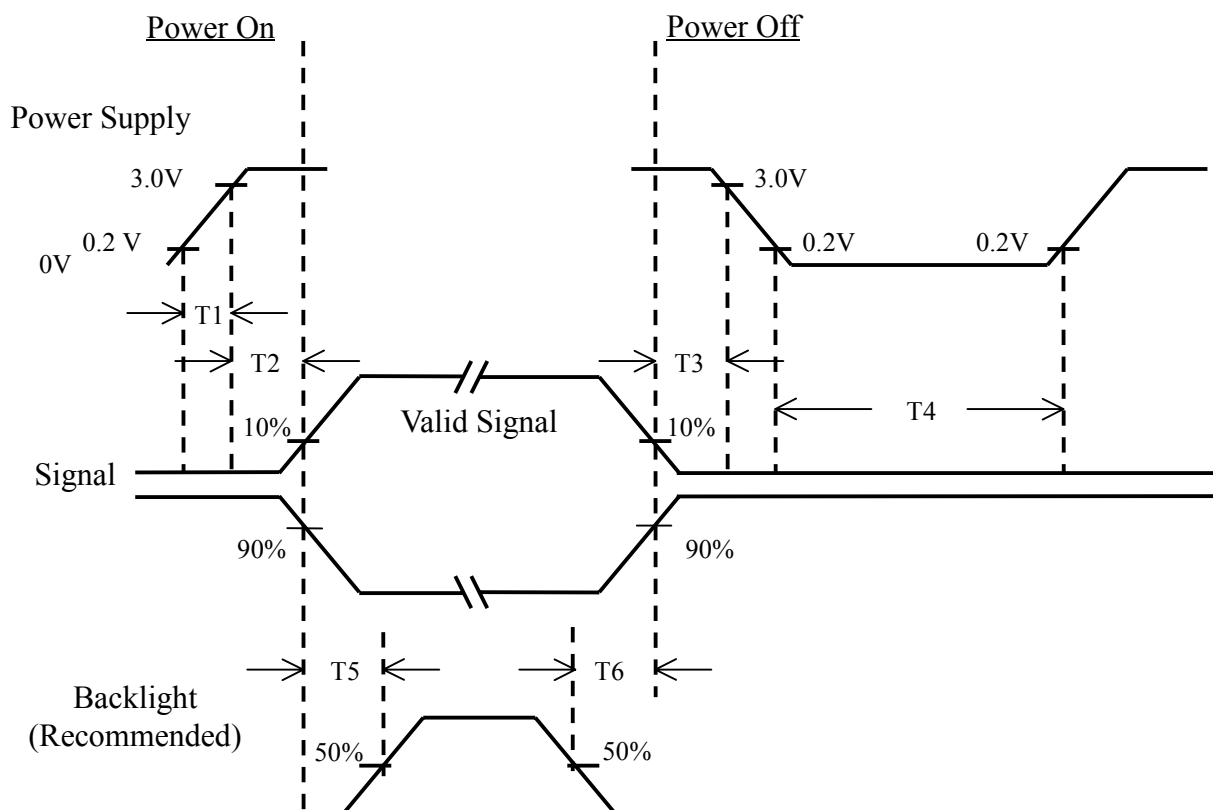 Power On
Power Off
Power Supply
3.0V
3.0V
0.2 V
0.2V
0.2V
0V
T1
T2
T3
T4
10%
Valid Signal
10%
Signal
90%
90%
T5
T6
Backlight
(Recommended)
50%
50%